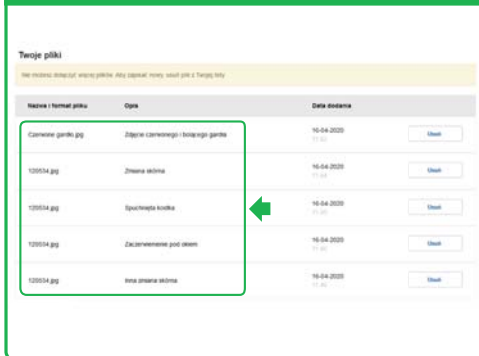 Twoje pliki
Nie możesz dołączyć więcej plików. Aby zapisać nowy, usuń plik z Twojej listy
Nazwa i format pliku Opis Data dodania
Czerwone gardło.jpg Zdjęcie czerwonego i bolącego gardła 16-04-2020 Usuń
120534.jpg Zmiana skórna 16-04-2020 Usuń
120534.jpg Spuchnięta kostka 16-04-2020 Usuń
120534.jpg Zaczerwienienie pod okiem 16-04-2020 Usuń
120534.jpg Inna zmiana skórna 16-04-2020 Usuń